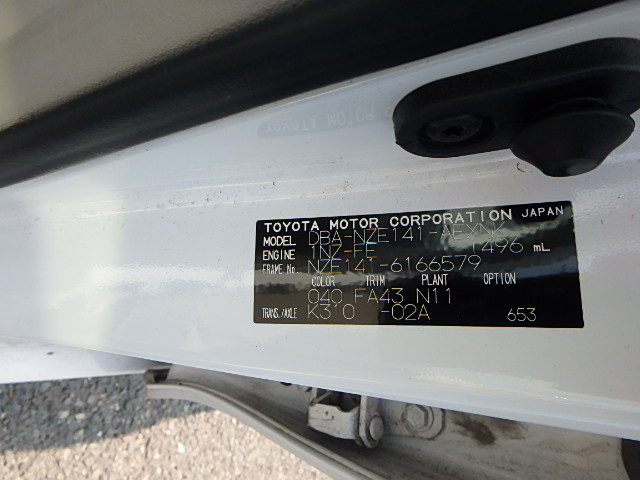 TOYOTA MOTOR CORPORATION JAPAN
MODEL DBA-NZE141-AEXNK
ENGINE 1NZ-FE 1496 mL
FRAME No. NZE141-6166579
COLOR TRIM PLANT OPTION
040 FA43 N11
TRANS./AXLE K310 -02A 653